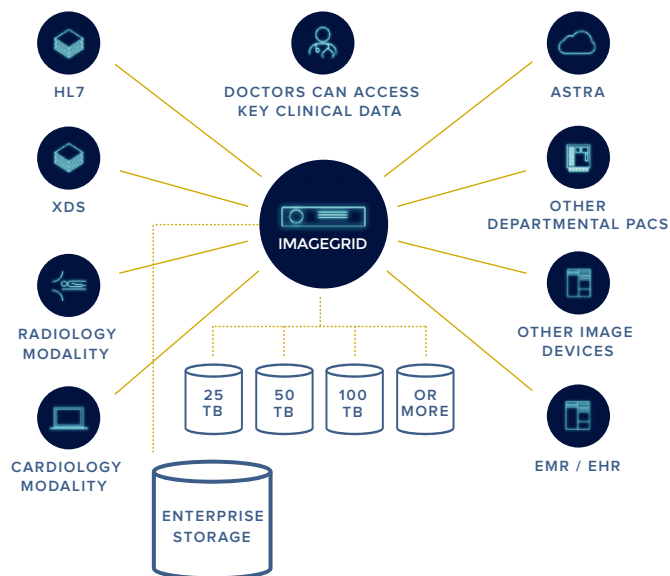 HL7
DOCTORS CAN ACCESS
KEY CLINICAL DATA
ASTRA
XDS
IMAGEGRID
OTHER
DEPARTMENTAL PACS
RADIOLOGY
MODALITY
OTHER IMAGE
DEVICES
25
TB
50
TB
100
TB
OR
MORE
CARDIOLOGY
MODALITY
EMR / EHR
ENTERPRISE
STORAGE